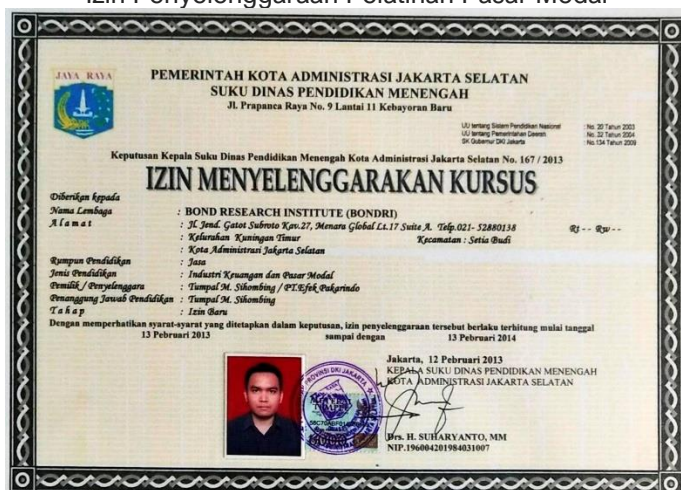 Izin Penyelenggaraan Pelatihan Pasar Modal
JAYA RAYA
PEMERINTAH KOTA ADMINISTRASI JAKARTA SELATAN
SUKU DINAS PENDIDIKAN MENENGAH
Jl. Prapanca Raya No. 9 Lantai 11 Kebayoran Baru
UU tentang Sistem Pendidikan Nasional : No. 20 Tahun 2003
UU tentang Pemerintahan Daerah : No. 32 Tahun 2004
SK Gubernur DKI Jakarta : No.134 Tahun 2009
Keputusan Kepala Suku Dinas Pendidikan Menengah Kota Administrasi Jakarta Selatan No. 167 / 2013
IZIN MENYELENGGARAKAN KURSUS
Diberikan kepada
Nama Lembaga : BOND RESEARCH INSTITUTE (BONDRI)
A l a m a t : Jl. Jend. Gatot Subroto Kav.27, Menara Global Lt.17 Suite A. Telp.021- 52880138 Rt - - Rw - -
: Kelurahan Kuningan Timur Kecamatan : Setia Budi
: Kota Administrasi Jakarta Selatan
Rumpun Pendidikan : Jasa
Jenis Pendidikan : Industri Keuangan dan Pasar Modal
Pemilik / Penyelenggara : Tumpal M. Sihombing / PT.Efek Pakarindo
Penanggung Jawab Pendidikan : Tumpal M. Sihombing
T a h a p : Izin Baru
Dengan memperhatikan syarat-syarat yang ditetapkan dalam keputusan, izin penyelenggaraan tersebut berlaku terhitung mulai tanggal
13 Pebruari 2013 sampai dengan 13 Pebruari 2014
Jakarta, 12 Pebruari 2013
KEPALA SUKU DINAS PENDIDIKAN MENENGAH
KOTA ADMINISTRASI JAKARTA SELATAN
PROVINSI DKI JAKARTA
Drs. H. SUHARYANTO, MM
NIP.196004201984031007